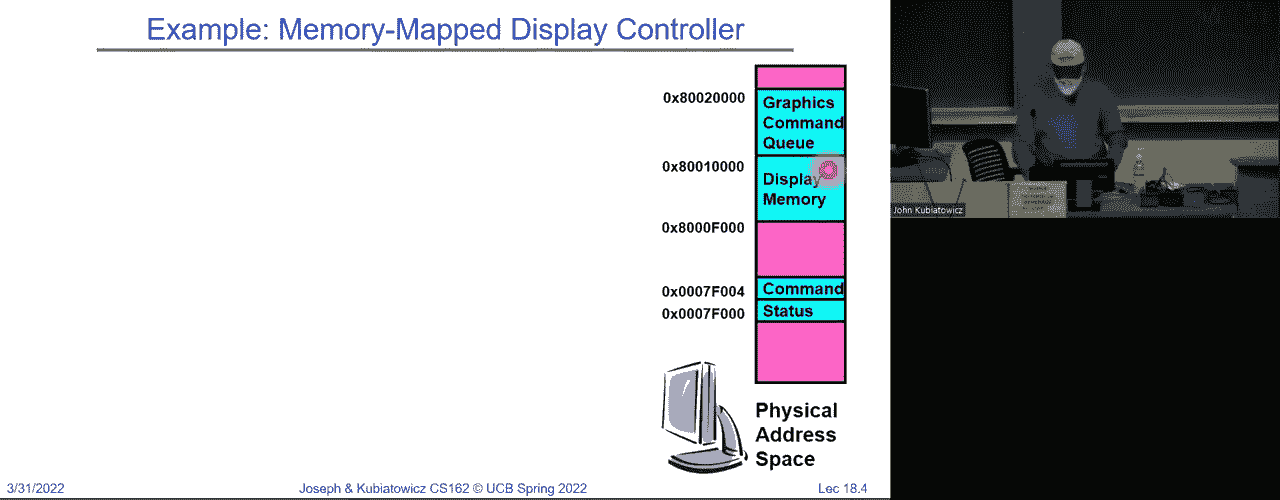 Example: Memory-Mapped Display Controller
0x80020000
Graphics
Command
Queue
0x80010000
Display
Memory
0x8000F000
0x0007F004
Command
0x0007F000
Status
Physical
Address
Space
3/31/2022
Joseph & Kubiatowicz CS162 © UCB Spring 2022
Lec 18.4
John Kubiatowicz